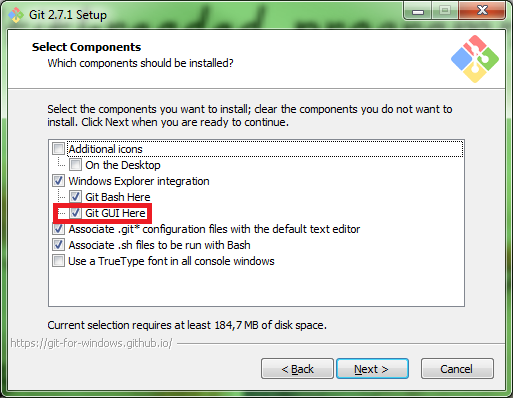 Git 2.7.1 Setup
Select Components
Which components should be installed?
Select the components you want to install; clear the components you do not want to
install. Click Next when you are ready to continue.
Additional icons
On the Desktop
Windows Explorer integration
Git Bash Here
Git GUI Here
Associate .git* configuration files with the default text editor
Associate .sh files to be run with Bash
Use a TrueType font in all console windows
Current selection requires at least 184,7 MB of disk space.
https://git-for-windows.github.io/
< Back
Next >
Cancel